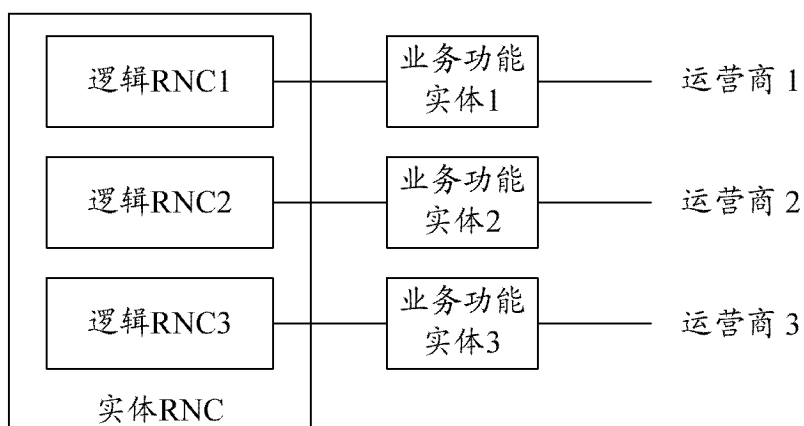 逻辑RNC1
业务功能
实体1
运营商 1
逻辑RNC2
业务功能
实体2
运营商 2
逻辑RNC3
业务功能
实体3
运营商 3
实体RNC